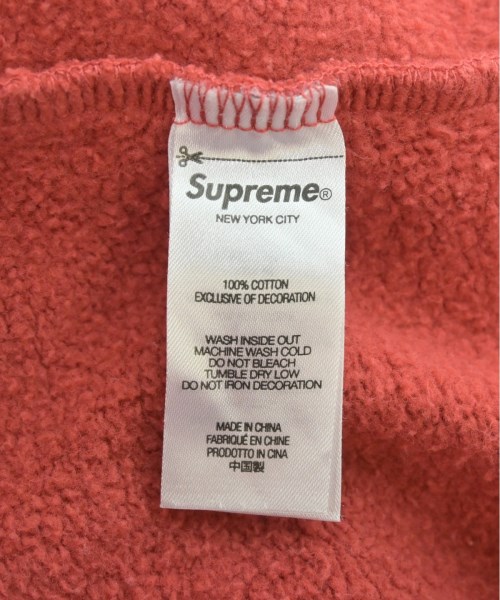 Supreme®
NEW YORK CITY
100% COTTON
EXCLUSIVE OF DECORATION
WASH INSIDE OUT
MACHINE WASH COLD
DO NOT BLEACH
TUMBLE DRY LOW
DO NOT IRON DECORATION
MADE IN CHINA
FABRIQUÉ EN CHINE
PRODOTTO IN CINA
中国製